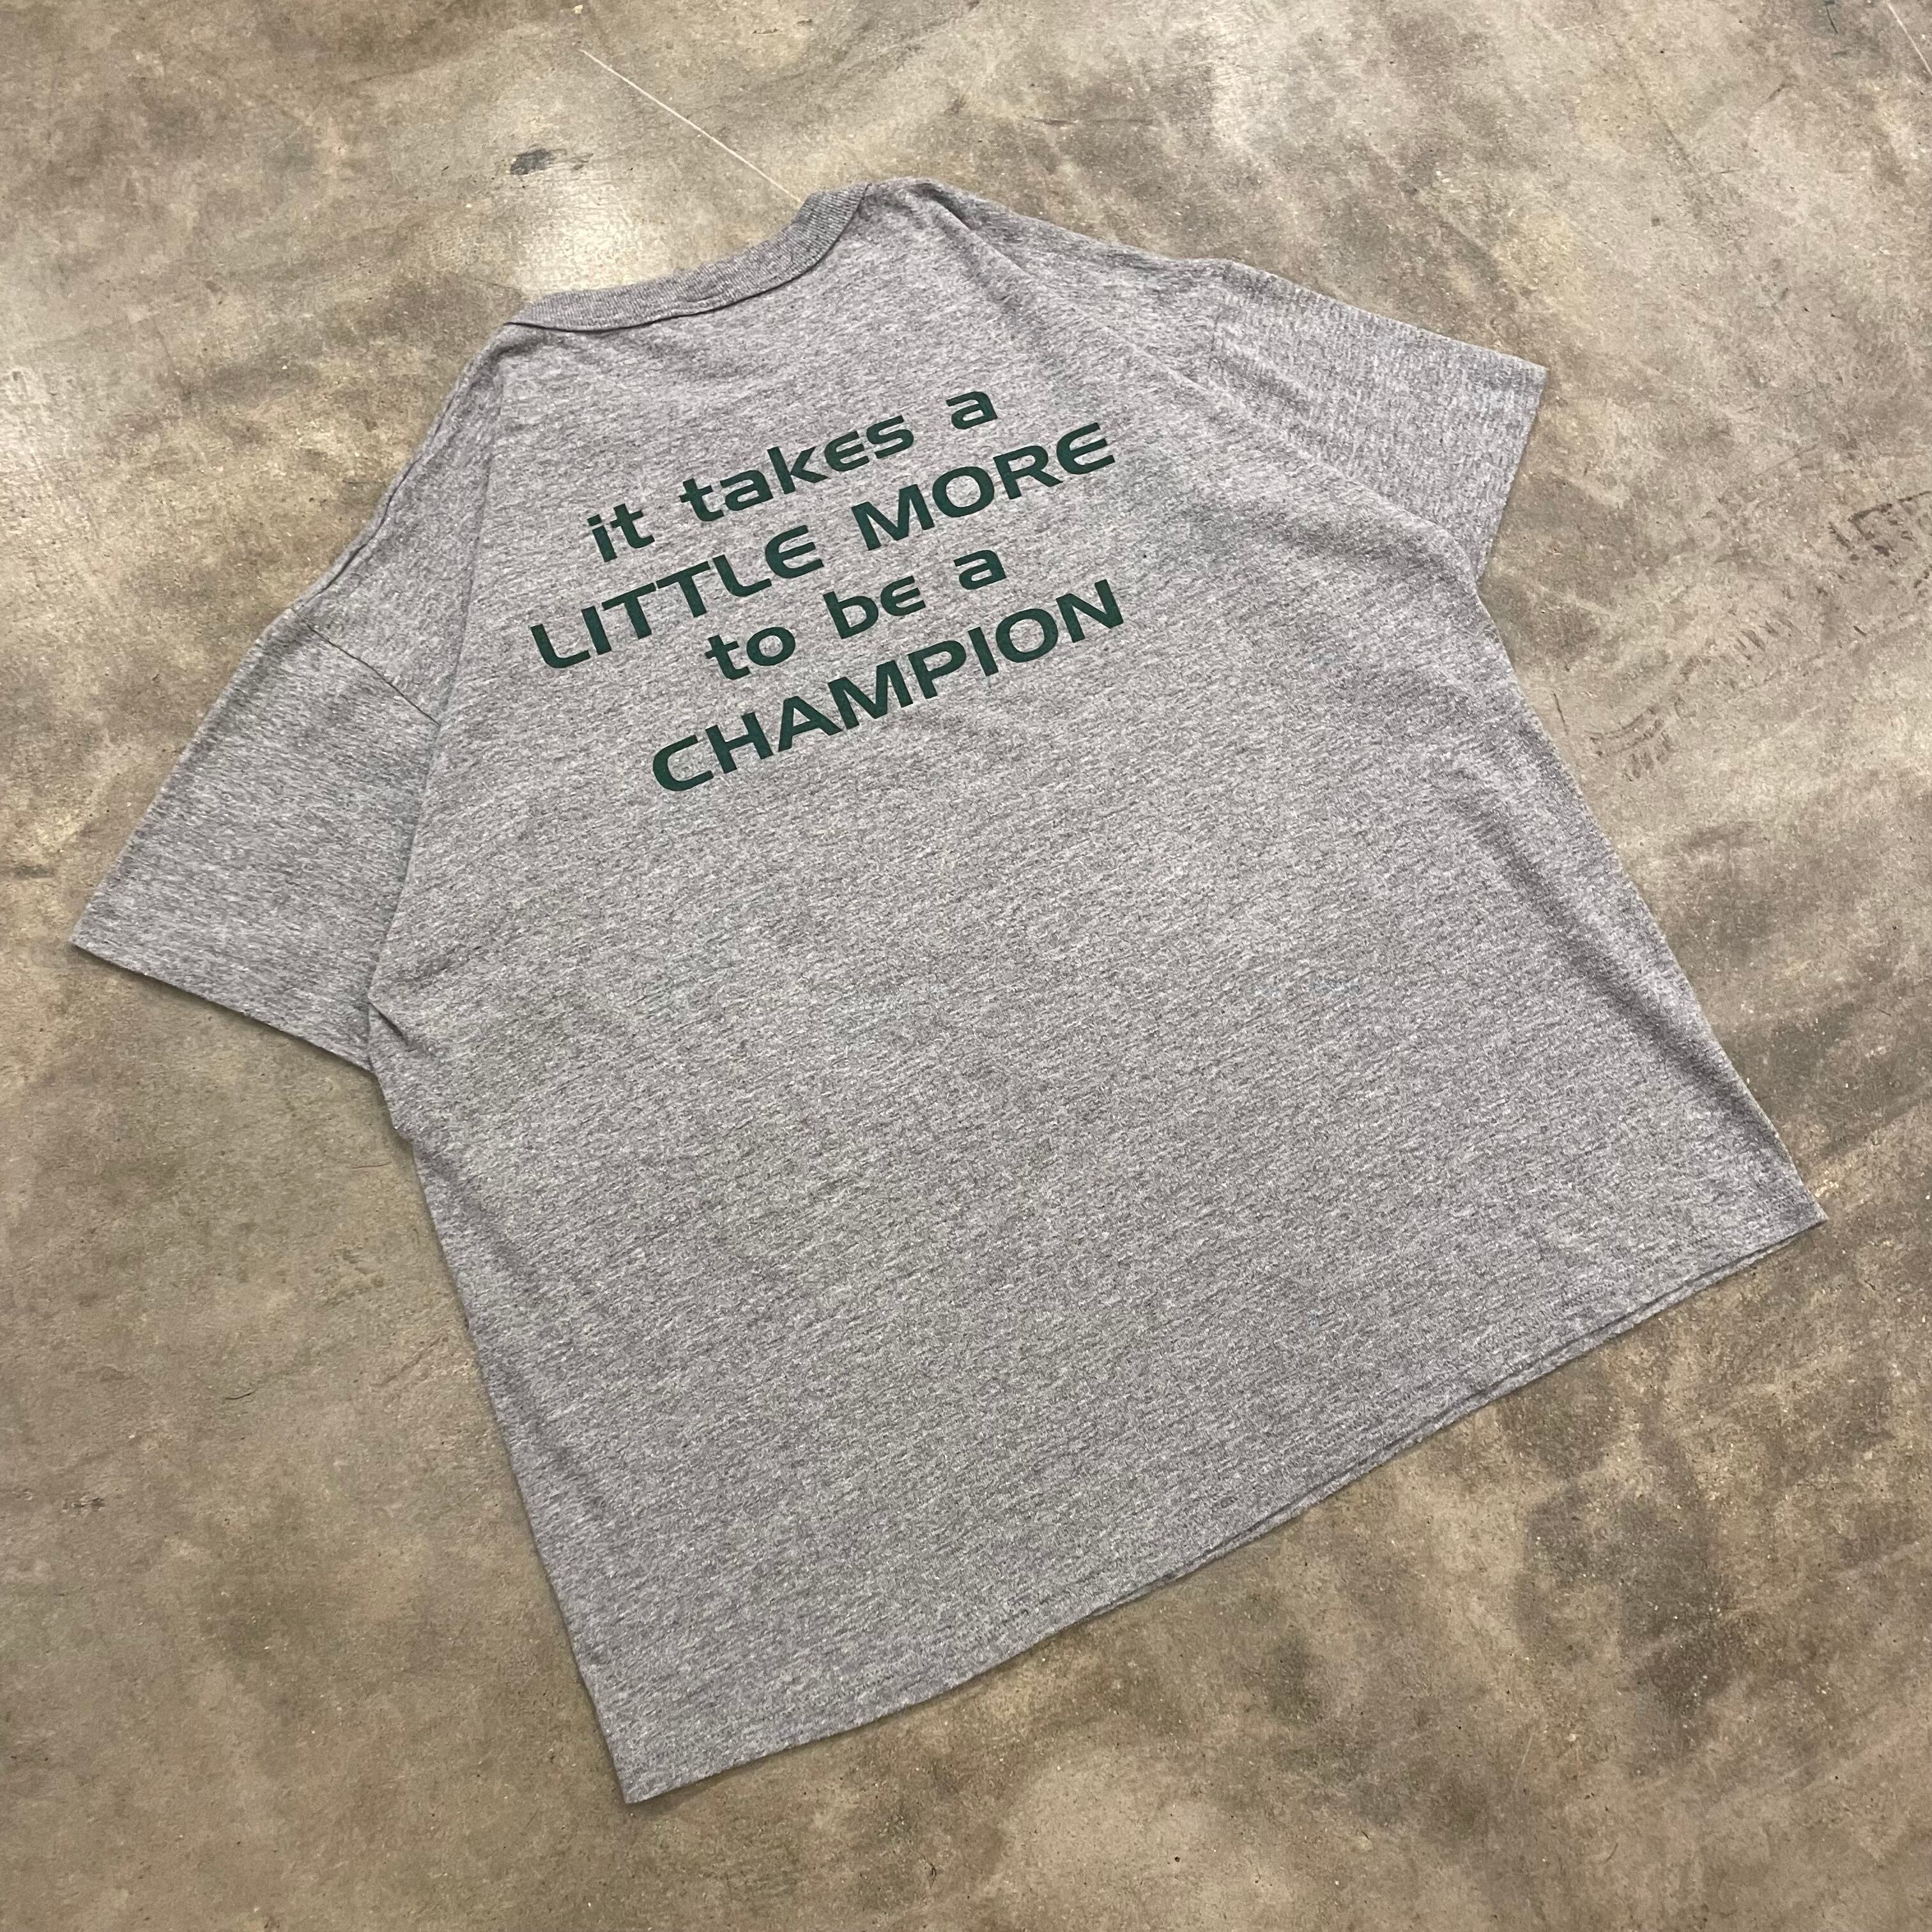 it takes a
LITTLE MORE
to be a
CHAMPION